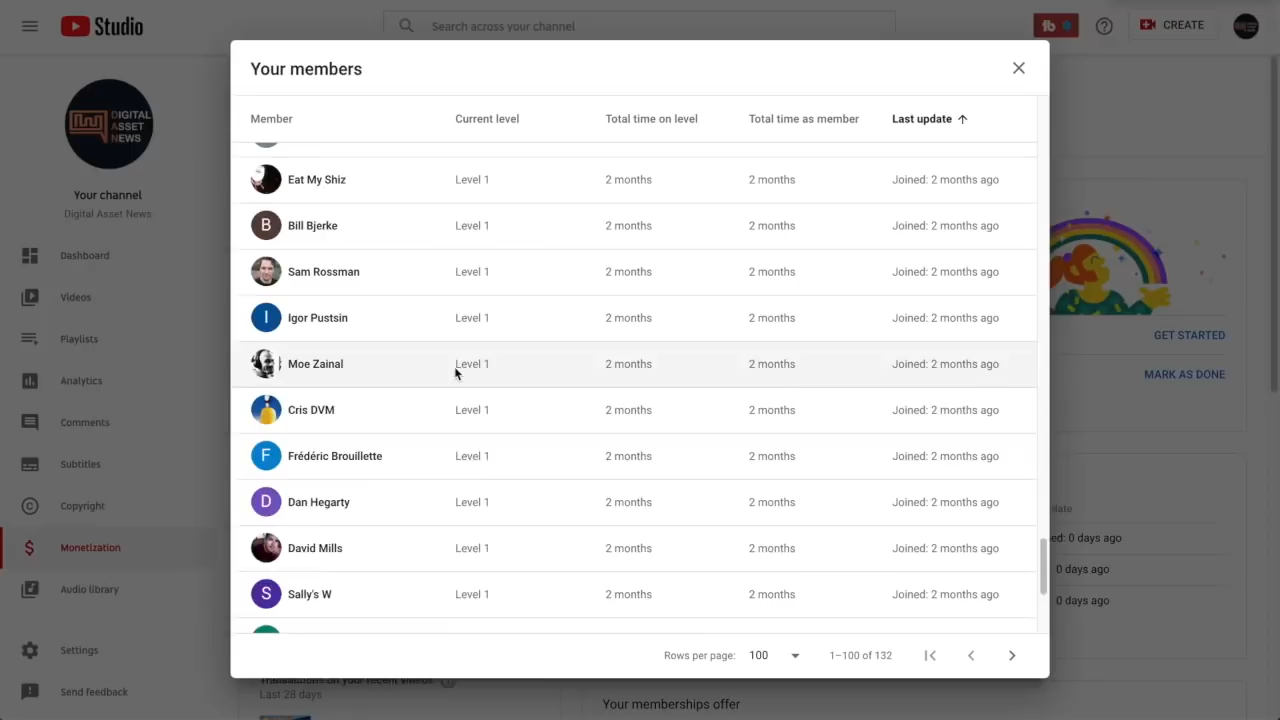 Studio
Search across your channel
CREATE
Your members
Member Current level Total time on level Total time as member Last update
Eat My Shiz Level 1 2 months 2 months Joined: 2 months ago
Bill Bjerke Level 1 2 months 2 months Joined: 2 months ago
Sam Rossman Level 1 2 months 2 months Joined: 2 months ago
Igor Pustsin Level 1 2 months 2 months Joined: 2 months ago
Moe Zainal Level 1 2 months 2 months Joined: 2 months ago
Cris DVM Level 1 2 months 2 months Joined: 2 months ago
Frédéric Brouillette Level 1 2 months 2 months Joined: 2 months ago
Dan Hegarty Level 1 2 months 2 months Joined: 2 months ago
David Mills Level 1 2 months 2 months Joined: 2 months ago
Sally's W Level 1 2 months 2 months Joined: 2 months ago
B
I
F
D
S
Rows per page: 100 1–100 of 132
DIGITAL
ASSET
NEWS
Your channel
Digital Asset News
Dashboard
Videos
Playlists
Analytics
Comments
Subtitles
Copyright
Monetization
Audio library
Settings
Send feedback
GET STARTED
MARK AS DONE
0 days ago
0 days ago
0 days ago
Last 28 days
Your memberships offer